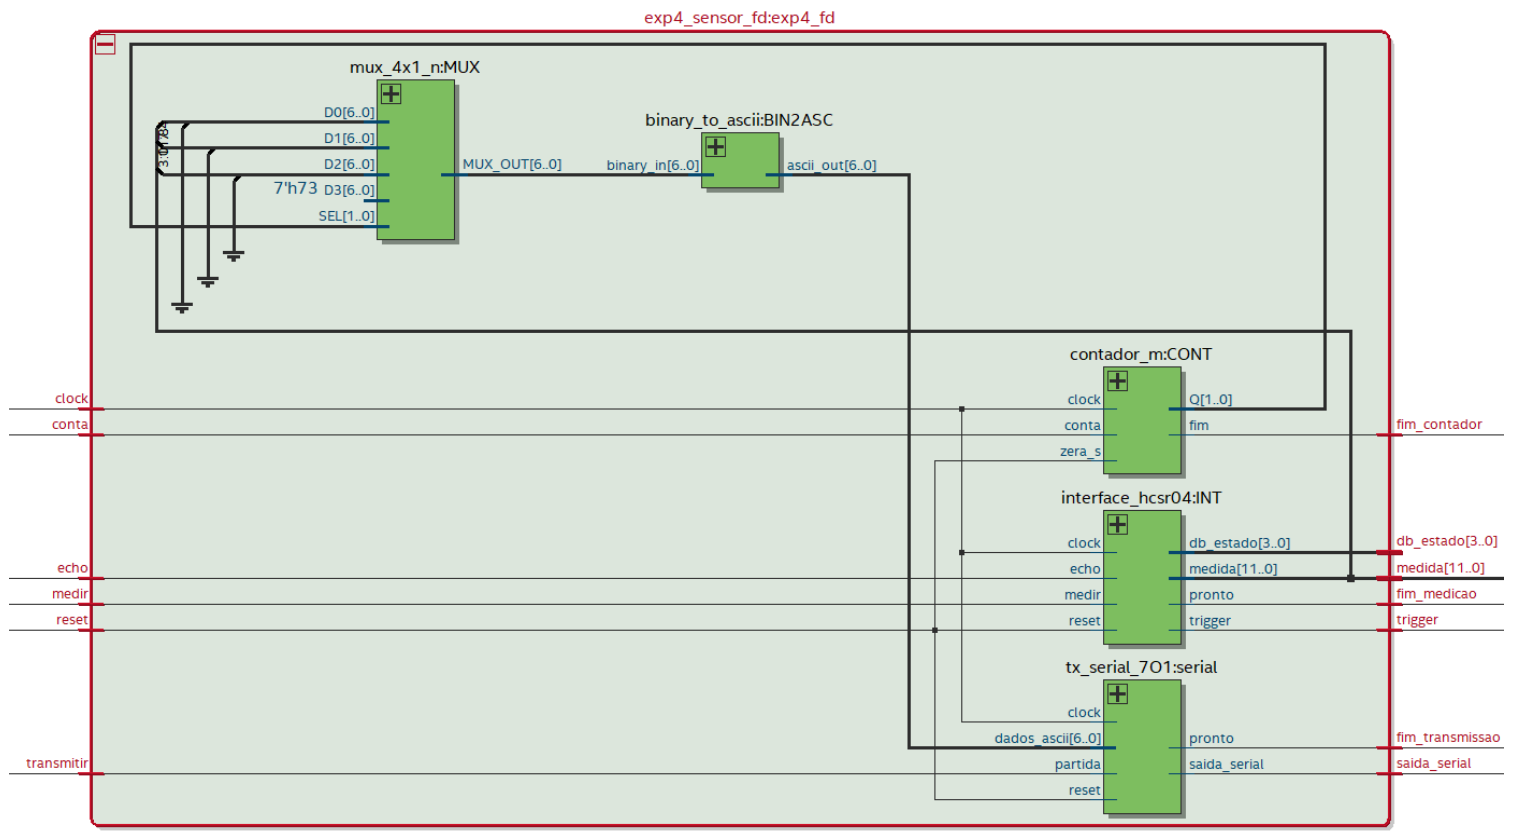 exp4_sensor_fd:exp4_fd
mux_4x1_n:MUX
D0[6..0]
D1[6..0]
D2[6..0]
7'h73 D3[6..0]
SEL[1..0]
MUX_OUT[6..0]
binary_to_ascii:BIN2ASC
binary_in[6..0]
ascii_out[6..0]
contador_m:CONT
clock
conta
zera_s
Q[1..0]
fim
interface_hcsr04:INT
clock
echo
medir
reset
db_estado[3..0]
medida[11..0]
pronto
trigger
tx_serial_7O1:serial
clock
dados_ascii[6..0]
partida
reset
pronto
saida_serial
clock
conta
echo
medir
reset
transmitir
fim_contador
db_estado[3..0]
medida[11..0]
fim_medicao
trigger
fim_transmissao
saida_serial